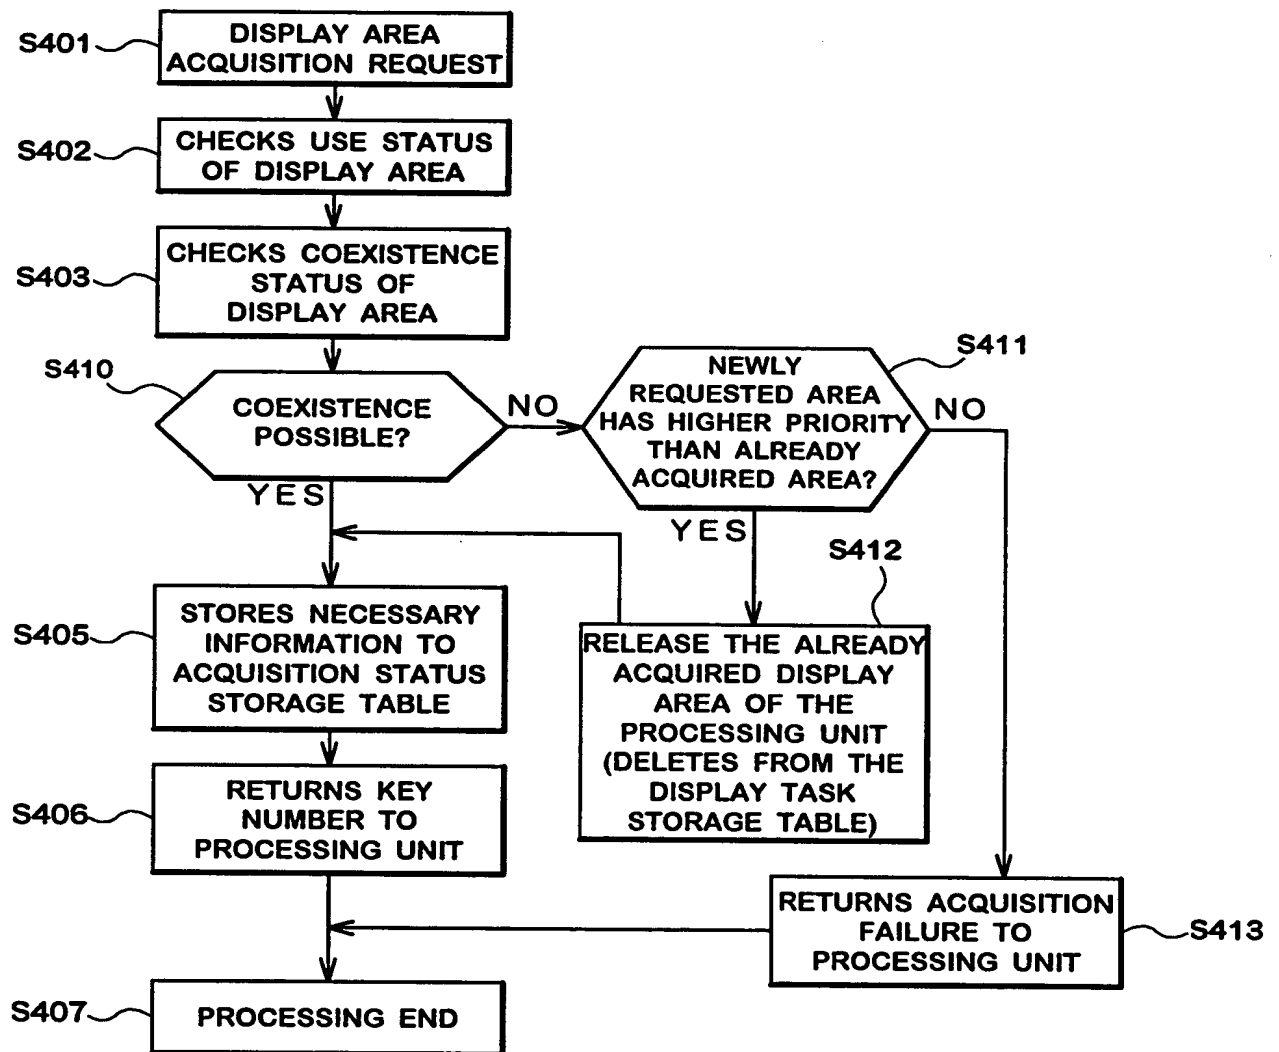 S401
DISPLAY AREA
ACQUISITION REQUEST
S402
CHECKS USE STATUS
OF DISPLAY AREA
S403
CHECKS COEXISTENCE
STATUS OF
DISPLAY AREA
S410
COEXISTENCE
POSSIBLE?
NO
YES
S411
NEWLY
REQUESTED AREA
HAS HIGHER PRIORITY
THAN ALREADY
ACQUIRED AREA?
NO
YES
S412
RELEASE THE ALREADY
ACQUIRED DISPLAY
AREA OF THE
PROCESSING UNIT
(DELETES FROM THE
DISPLAY TASK
STORAGE TABLE)
S405
STORES NECESSARY
INFORMATION TO
ACQUISITION STATUS
STORAGE TABLE
S406
RETURNS KEY
NUMBER TO
PROCESSING UNIT
RETURNS ACQUISITION
FAILURE TO
PROCESSING UNIT
S413
S407
PROCESSING END